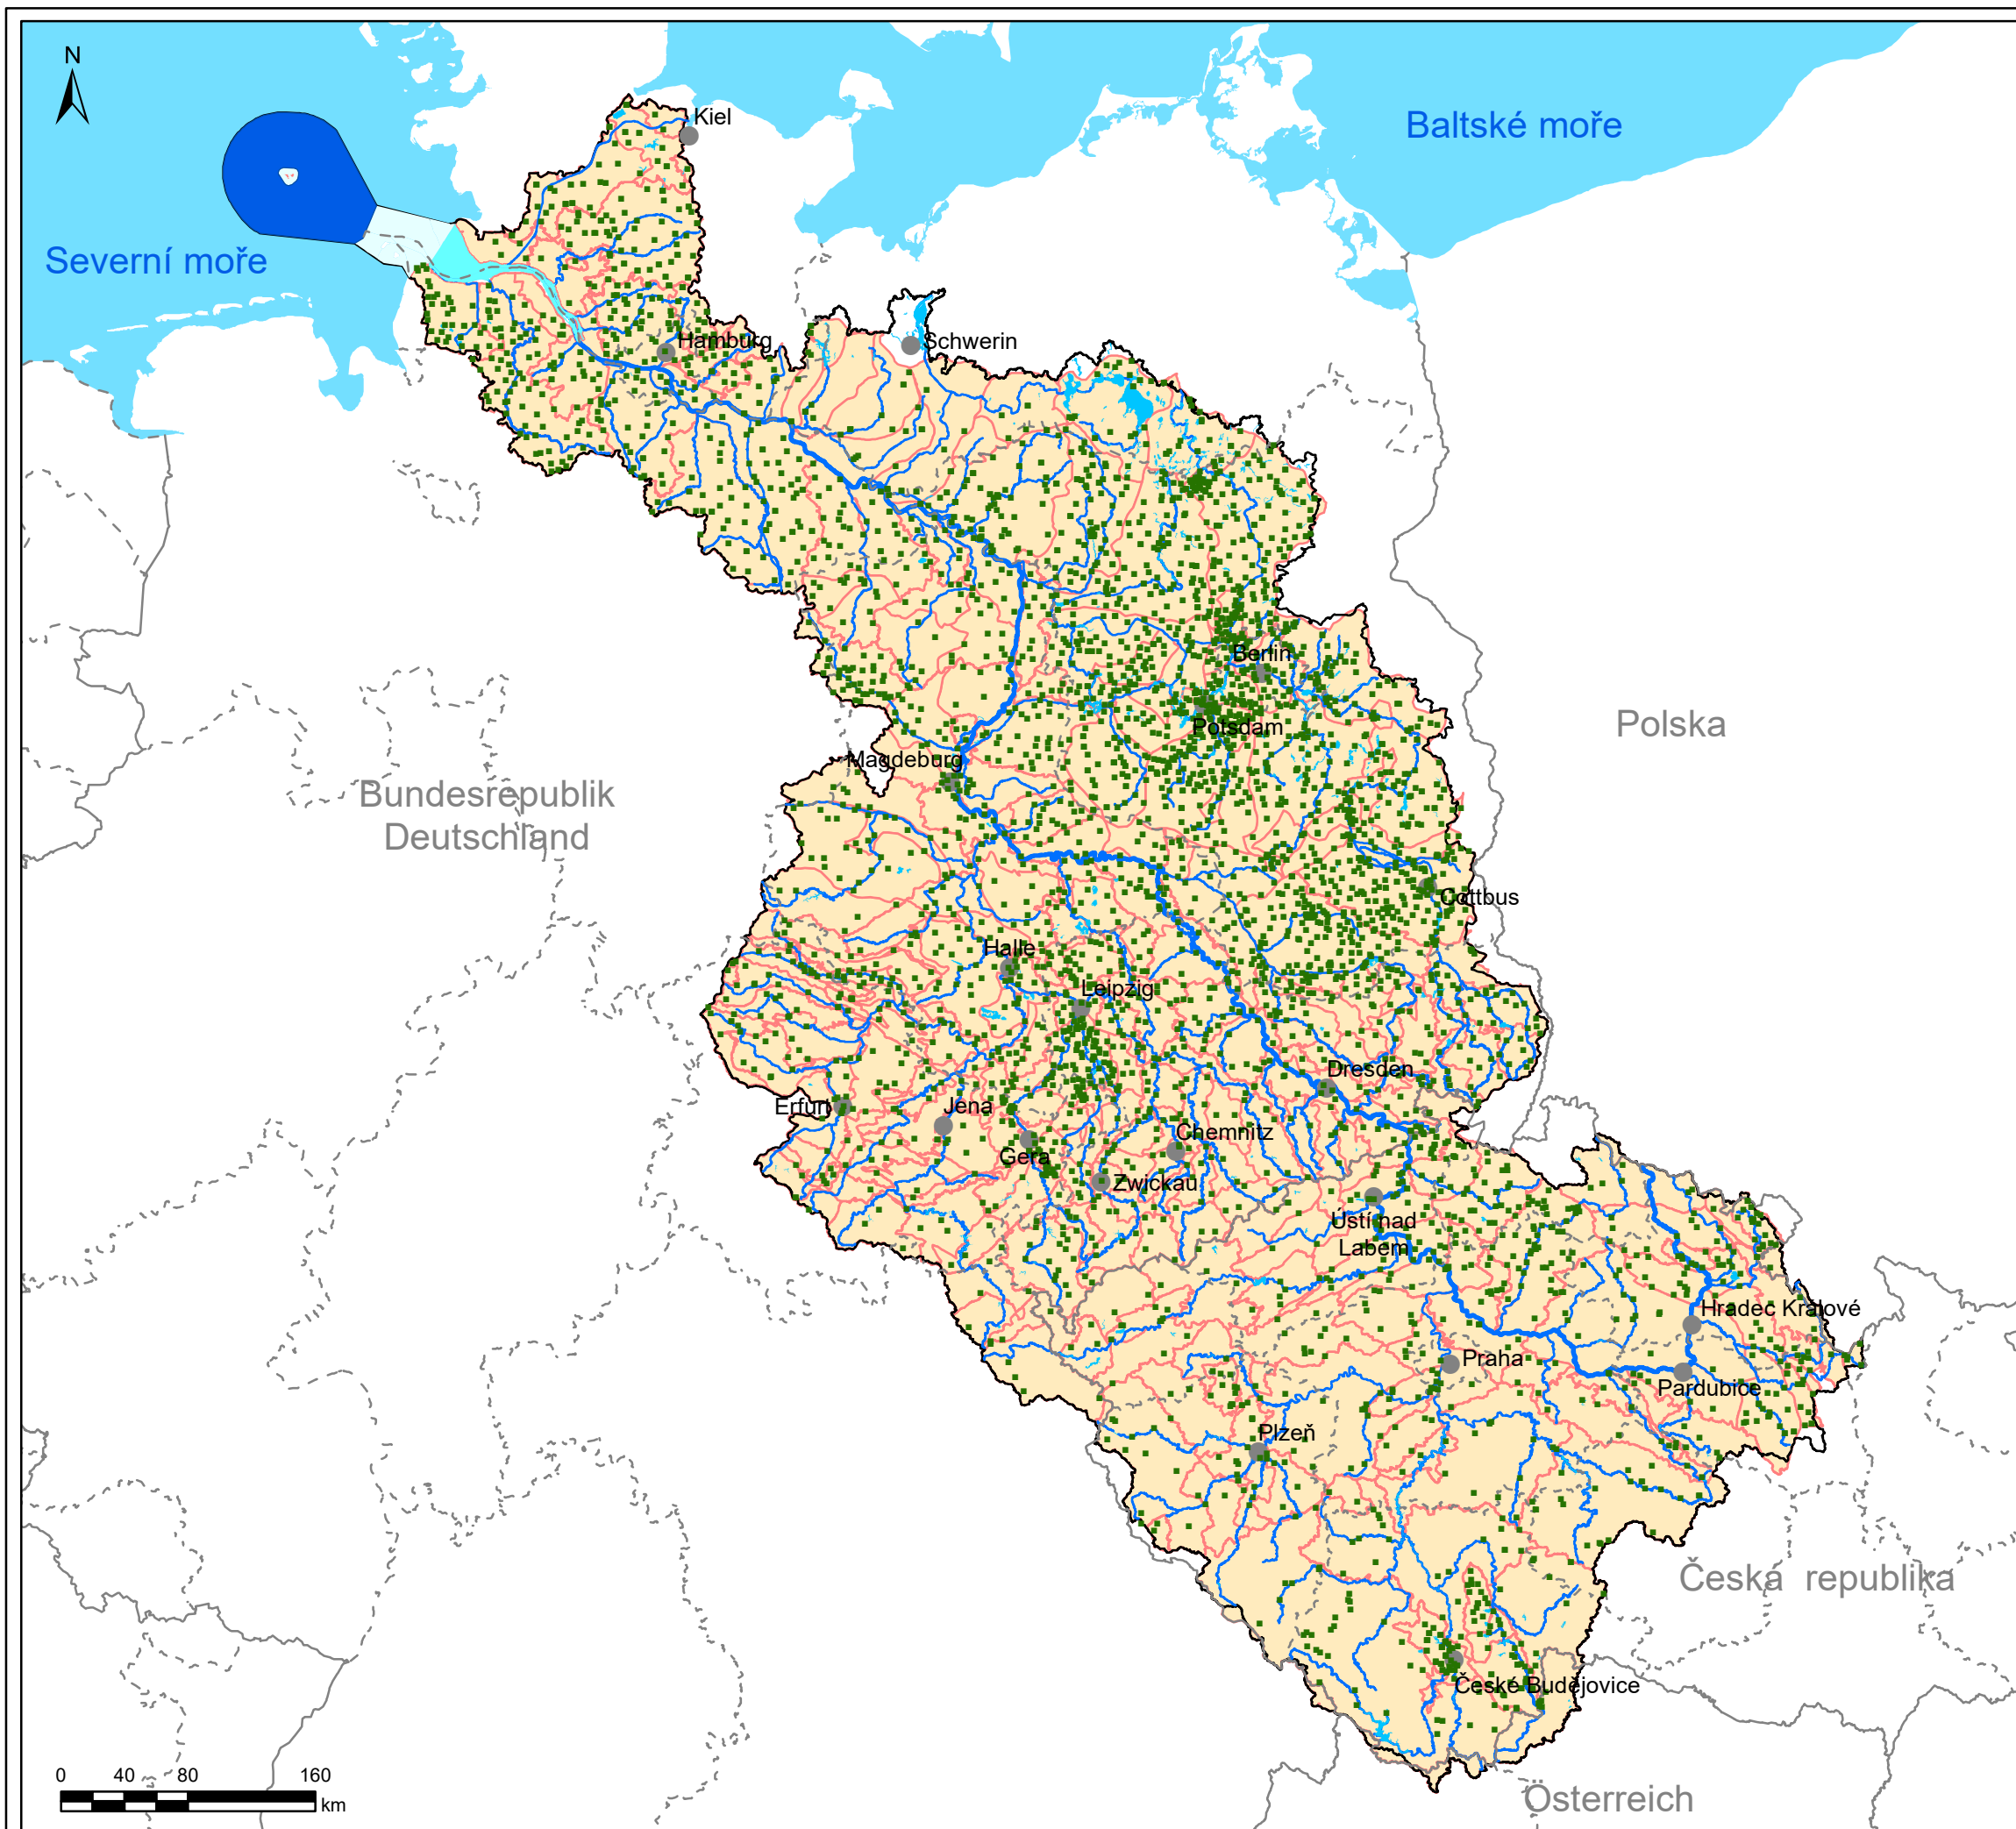 N
Kiel
Baltské moře
Severní moře
Hamburg
Schwerin
Berlin
Potsdam
Polska
Magdeburg
Bundesrepublik
Deutschland
Cottbus
Halle
Leipzig
Dresden
Erfurt
Jena
Chemnitz
Gera
Zwickau
Ústí nad
Labem
Hradec Králové
Praha
Pardubice
Plzeň
Česká republika
České Budějovice
Österreich
0 40 80 160
km